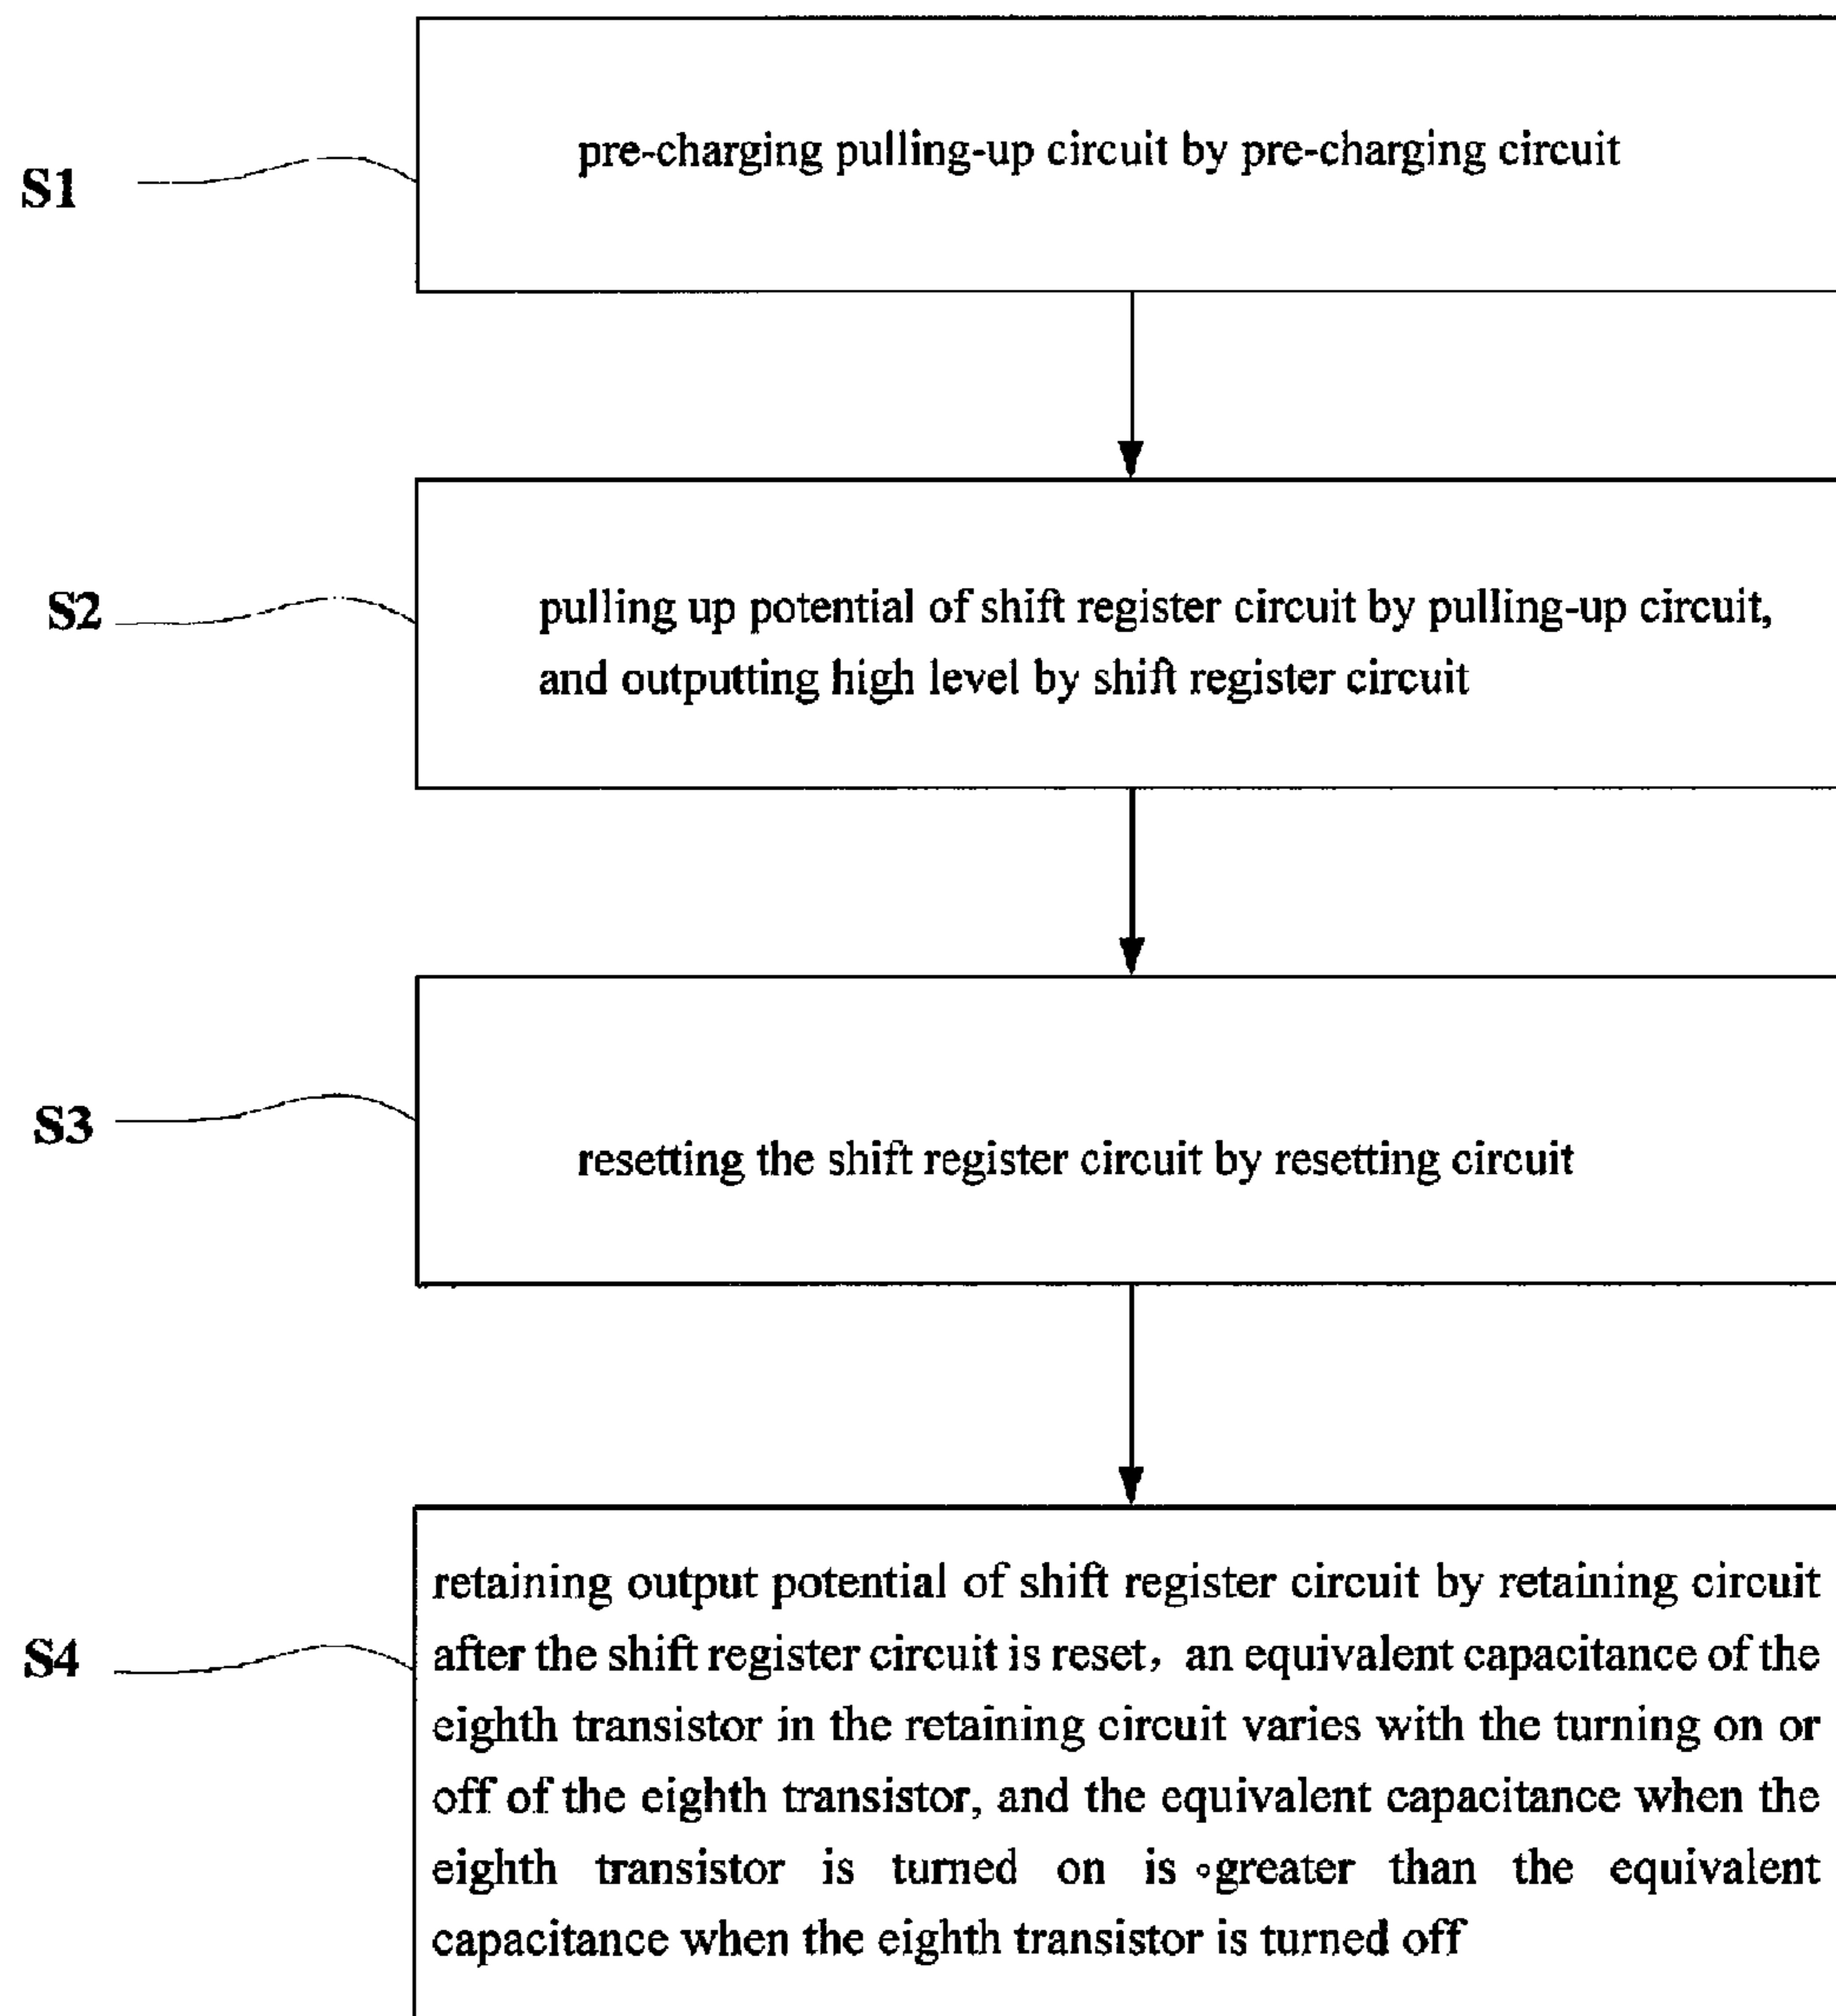 S1
pre-charging pulling-up circuit by pre-charging circuit
S2
pulling up potential of shift register circuit by pulling-up circuit,
and outputting high level by shift register circuit
S3
resetting the shift register circuit by resetting circuit
S4
retaining output potential of shift register circuit by retaining circuit
after the shift register circuit is reset, an equivalent capacitance of the
eighth transistor in the retaining circuit varies with the turning on or
off of the eighth transistor, and the equivalent capacitance when the
eighth transistor is turned on is 。greater than the equivalent
capacitance when the eighth transistor is turned off